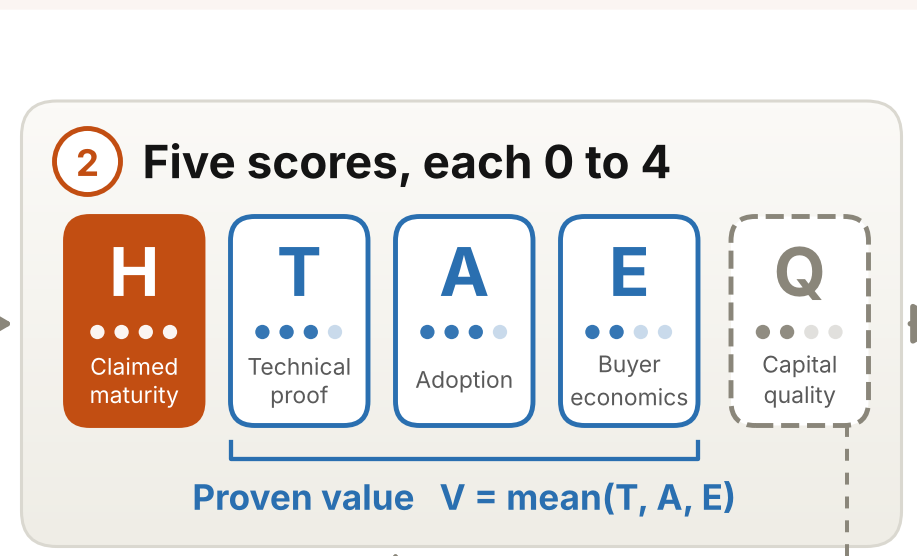 2 Five scores, each 0 to 4
H
Claimed
maturity
T
Technical
proof
A
Adoption
E
Buyer
economics
Q
Capital
quality
Proven value V = mean(T, A, E)